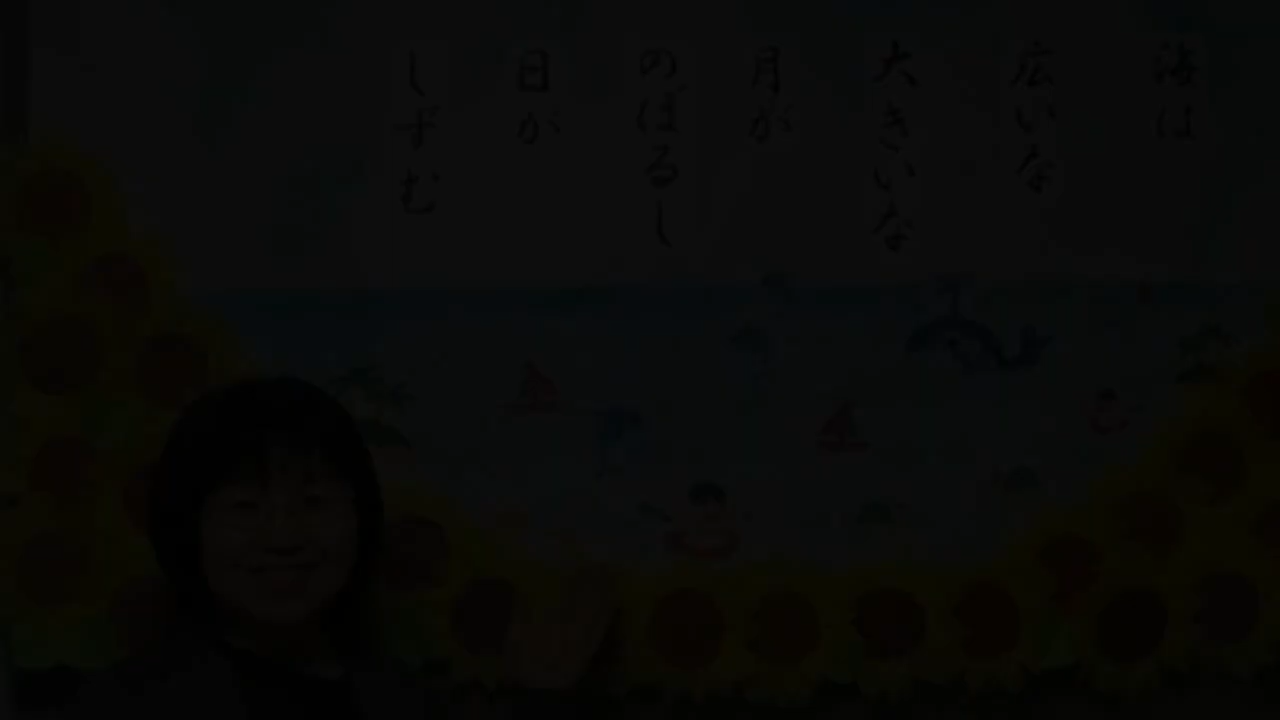 海は
広いな
大きいな
月が
のぼるし
日が
しずむ